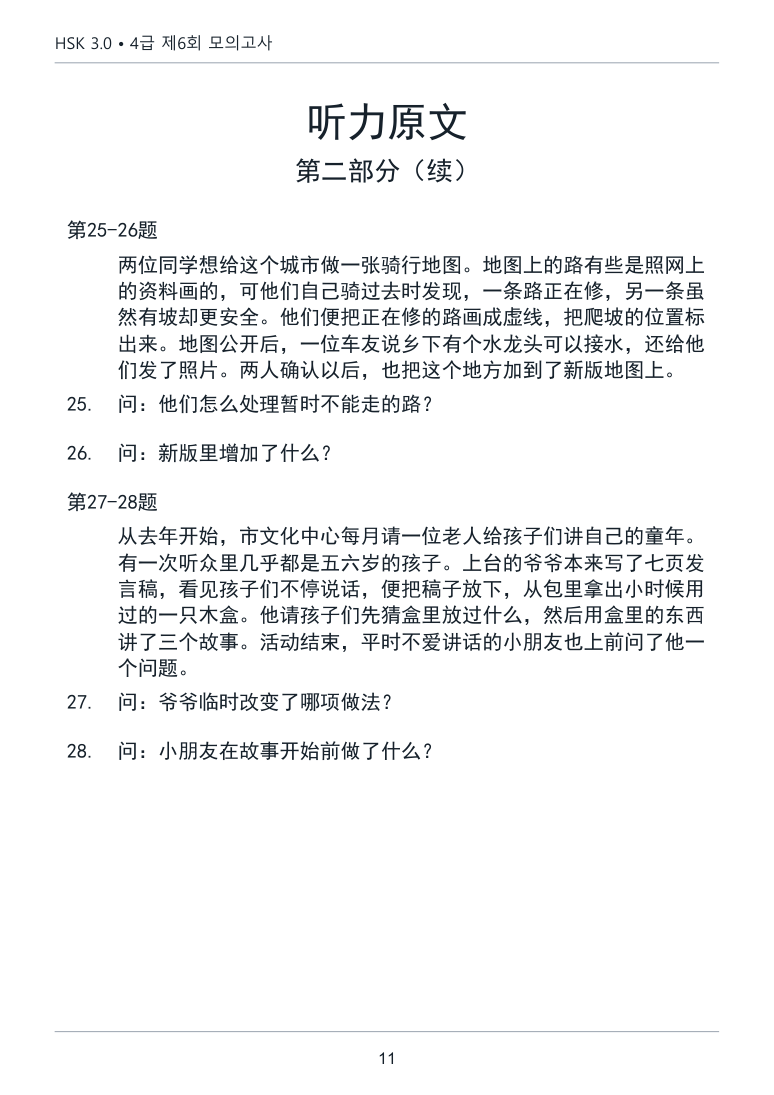 HSK 3.0 • 4급 제6회 모의고사
听力原文
第二部分（续）
第25-26题
两位同学想给这个城市做一张骑行地图。地图上的路有些是照网上
的资料画的，可他们自己骑过去时发现，一条路正在修，另一条虽
然有坡却更安全。他们便把正在修的路画成虚线，把爬坡的位置标
出来。地图公开后，一位车友说乡下有个水龙头可以接水，还给他
们发了照片。两人确认以后，也把这个地方加到了新版地图上。
25. 问：他们怎么处理暂时不能走的路？
26. 问：新版里增加了什么？
第27-28题
从去年开始，市文化中心每月请一位老人给孩子们讲自己的童年。
有一次听众里几乎都是五六岁的孩子。上台的爷爷本来写了七页发
言稿，看见孩子们不停说话，便把稿子放下，从包里拿出小时候用
过的一只木盒。他请孩子们先猜盒里放过什么，然后用盒里的东西
讲了三个故事。活动结束，平时不爱讲话的小朋友也上前问了他一
个问题。
27. 问：爷爷临时改变了哪项做法？
28. 问：小朋友在故事开始前做了什么？
11